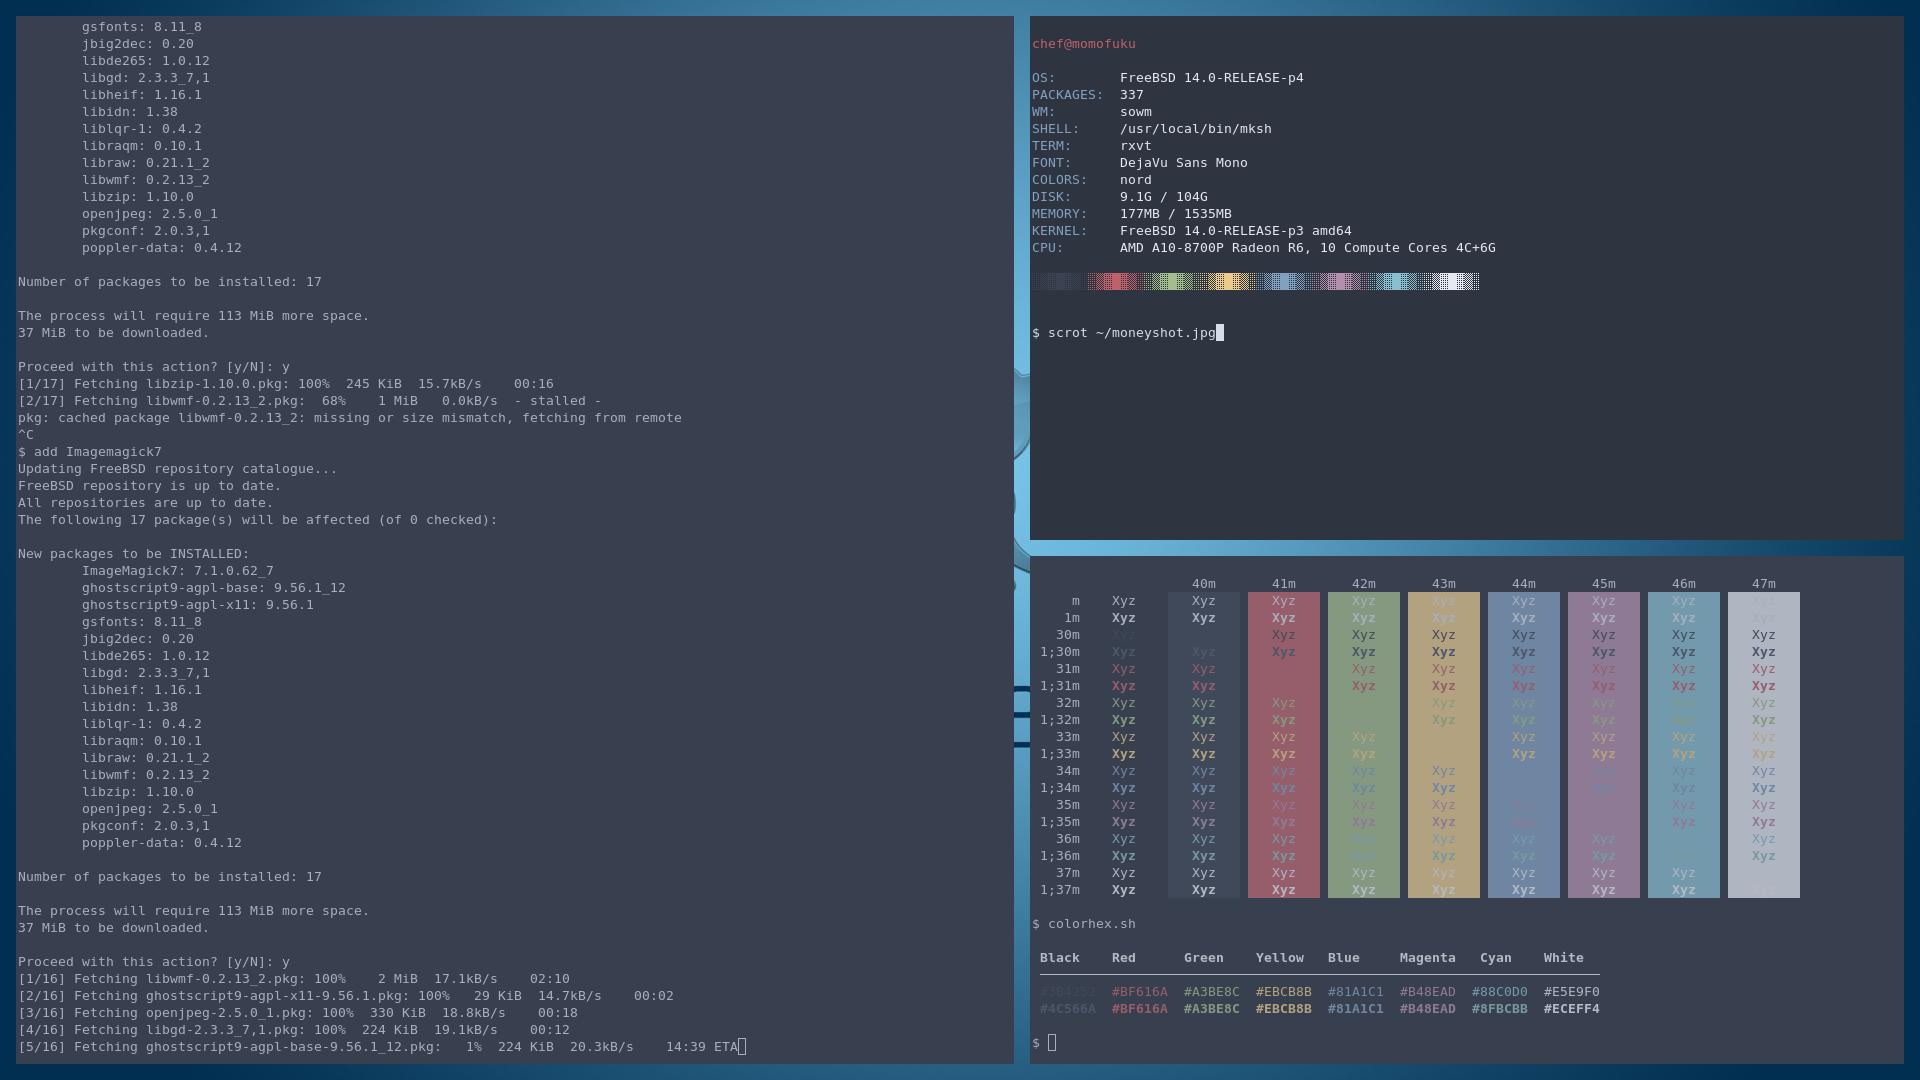 gsfonts: 8.11_8
jbig2dec: 0.20
libde265: 1.0.12
libgd: 2.3.3_7,1
libheif: 1.16.1
libidn: 1.38
liblqr-1: 0.4.2
libraqm: 0.10.1
libraw: 0.21.1_2
libwmf: 0.2.13_2
libzip: 1.10.0
openjpeg: 2.5.0_1
pkgconf: 2.0.3,1
poppler-data: 0.4.12
Number of packages to be installed: 17
The process will require 113 MiB more space.
37 MiB to be downloaded.
Proceed with this action? [y/N]: y
[1/17] Fetching libzip-1.10.0.pkg: 100%  245 KiB  15.7kB/s    00:16
[2/17] Fetching libwmf-0.2.13_2.pkg:  68%    1 MiB   0.0kB/s  - stalled -
pkg: cached package libwmf-0.2.13_2: missing or size mismatch, fetching from remote
^C
$ add Imagemagick7
Updating FreeBSD repository catalogue...
FreeBSD repository is up to date.
All repositories are up to date.
The following 17 package(s) will be affected (of 0 checked):
New packages to be INSTALLED:
ImageMagick7: 7.1.0.62_7
ghostscript9-agpl-base: 9.56.1_12
ghostscript9-agpl-x11: 9.56.1
gsfonts: 8.11_8
jbig2dec: 0.20
libde265: 1.0.12
libgd: 2.3.3_7,1
libheif: 1.16.1
libidn: 1.38
liblqr-1: 0.4.2
libraqm: 0.10.1
libraw: 0.21.1_2
libwmf: 0.2.13_2
libzip: 1.10.0
openjpeg: 2.5.0_1
pkgconf: 2.0.3,1
poppler-data: 0.4.12
Number of packages to be installed: 17
The process will require 113 MiB more space.
37 MiB to be downloaded.
Proceed with this action? [y/N]: y
[1/16] Fetching libwmf-0.2.13_2.pkg: 100%    2 MiB  17.1kB/s    02:10
[2/16] Fetching ghostscript9-agpl-x11-9.56.1.pkg: 100%   29 KiB  14.7kB/s    00:02
[3/16] Fetching openjpeg-2.5.0_1.pkg: 100%  330 KiB  18.8kB/s    00:18
[4/16] Fetching libgd-2.3.3_7,1.pkg: 100%  224 KiB  19.1kB/s    00:12
[5/16] Fetching ghostscript9-agpl-base-9.56.1_12.pkg:   1%  224 KiB  20.3kB/s    14:39 ETA
chef@momofuku
OS: FreeBSD 14.0-RELEASE-p4
PACKAGES: 337
WM: sowm
SHELL: /usr/local/bin/mksh
TERM: rxvt
FONT: DejaVu Sans Mono
COLORS: nord
DISK: 9.1G / 104G
MEMORY: 177MB / 1535MB
KERNEL: FreeBSD 14.0-RELEASE-p3 amd64
CPU: AMD A10-8700P Radeon R6, 10 Compute Cores 4C+6G
$ scrot ~/moneyshot.jpg
40m 41m 42m 43m 44m 45m 46m 47m
m Xyz Xyz Xyz Xyz Xyz Xyz Xyz Xyz Xyz
1m Xyz Xyz Xyz Xyz Xyz Xyz Xyz Xyz
30m Xyz Xyz Xyz Xyz Xyz Xyz Xyz Xyz
1;30m Xyz Xyz Xyz Xyz Xyz Xyz Xyz Xyz Xyz
31m Xyz Xyz Xyz Xyz Xyz Xyz Xyz Xyz
1;31m Xyz Xyz Xyz Xyz Xyz Xyz Xyz Xyz
32m Xyz Xyz Xyz Xyz Xyz Xyz Xyz Xyz
1;32m Xyz Xyz Xyz Xyz Xyz Xyz Xyz Xyz
33m Xyz Xyz Xyz Xyz Xyz Xyz Xyz Xyz
1;33m Xyz Xyz Xyz Xyz Xyz Xyz Xyz Xyz
34m Xyz Xyz Xyz Xyz Xyz Xyz Xyz Xyz
1;34m Xyz Xyz Xyz Xyz Xyz Xyz Xyz Xyz
35m Xyz Xyz Xyz Xyz Xyz Xyz Xyz Xyz
1;35m Xyz Xyz Xyz Xyz Xyz Xyz Xyz Xyz
36m Xyz Xyz Xyz Xyz Xyz Xyz Xyz Xyz
1;36m Xyz Xyz Xyz Xyz Xyz Xyz Xyz Xyz
37m Xyz Xyz Xyz Xyz Xyz Xyz Xyz Xyz
1;37m Xyz Xyz Xyz Xyz Xyz Xyz Xyz Xyz Xyz
$ colorhex.sh
Black Red Green Yellow Blue Magenta Cyan White
#3B4252 #BF616A #A3BE8C #EBCB8B #81A1C1 #B48EAD #88C0D0 #E5E9F0
#4C566A #BF616A #A3BE8C #EBCB8B #81A1C1 #B48EAD #8FBCBB #ECEFF4
$